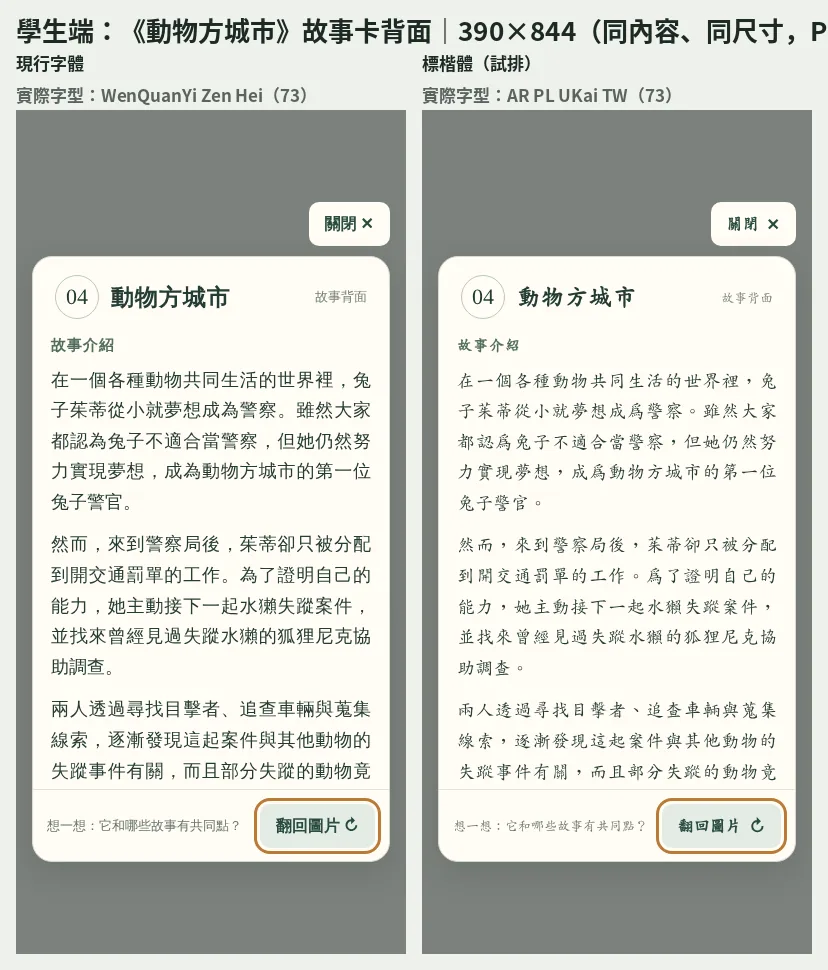 學生端：《動物方城市》故事卡背面｜390×844（同內容、同尺寸，P
現行字體
實際字型：WenQuanYi Zen Hei（73）
關閉 ✕
04 動物方城市 故事背面
故事介紹
在一個各種動物共同生活的世界裡，兔
子茱蒂從小就夢想成為警察。雖然大家
都認為兔子不適合當警察，但她仍然努
力實現夢想，成為動物方城市的第一位
兔子警官。
然而，來到警察局後，茱蒂卻只被分配
到開交通罰單的工作。為了證明自己的
能力，她主動接下一起水獺失蹤案件，
並找來曾經見過失蹤水獺的狐狸尼克協
助調查。
兩人透過尋找目擊者、追查車輛與蒐集
線索，逐漸發現這起案件與其他動物的
失蹤事件有關，而且部分失蹤的動物竟
想一想：它和哪些故事有共同點？
翻回圖片 ↻
標楷體（試排）
實際字型：AR PL UKai TW（73）
關閉 ✕
04 動物方城市 故事背面
故事介紹
在一個各種動物共同生活的世界裡，兔
子茱蒂從小就夢想成為警察。雖然大家
都認為兔子不適合當警察，但她仍然努
力實現夢想，成為動物方城市的第一位
兔子警官。
然而，來到警察局後，茱蒂卻只被分配
到開交通罰單的工作。為了證明自己的
能力，她主動接下一起水獺失蹤案件，
並找來曾經見過失蹤水獺的狐狸尼克協
助調查。
兩人透過尋找目擊者、追查車輛與蒐集
線索，逐漸發現這起案件與其他動物的
失蹤事件有關，而且部分失蹤的動物竟
想一想：它和哪些故事有共同點？
翻回圖片 ↻